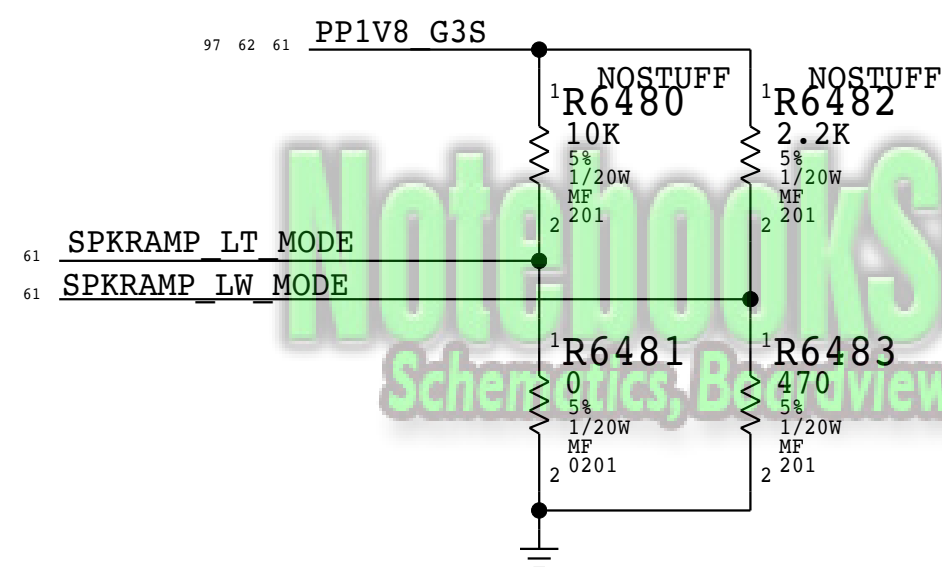 97 62 61 PP1V8_G3S
NOSTUFF NOSTUFF
1 R6480 1 R6482
10K 2.2K
5% 5%
1/20W 1/20W
MF MF
2 201 2 201
61 SPKRAMP_LT_MODE
61 SPKRAMP_LW_MODE
1 R6481 1 R6483
0 470
5% 5%
1/20W 1/20W
MF MF
2 0201 2 201
NotebookS
Schematics, Boardview